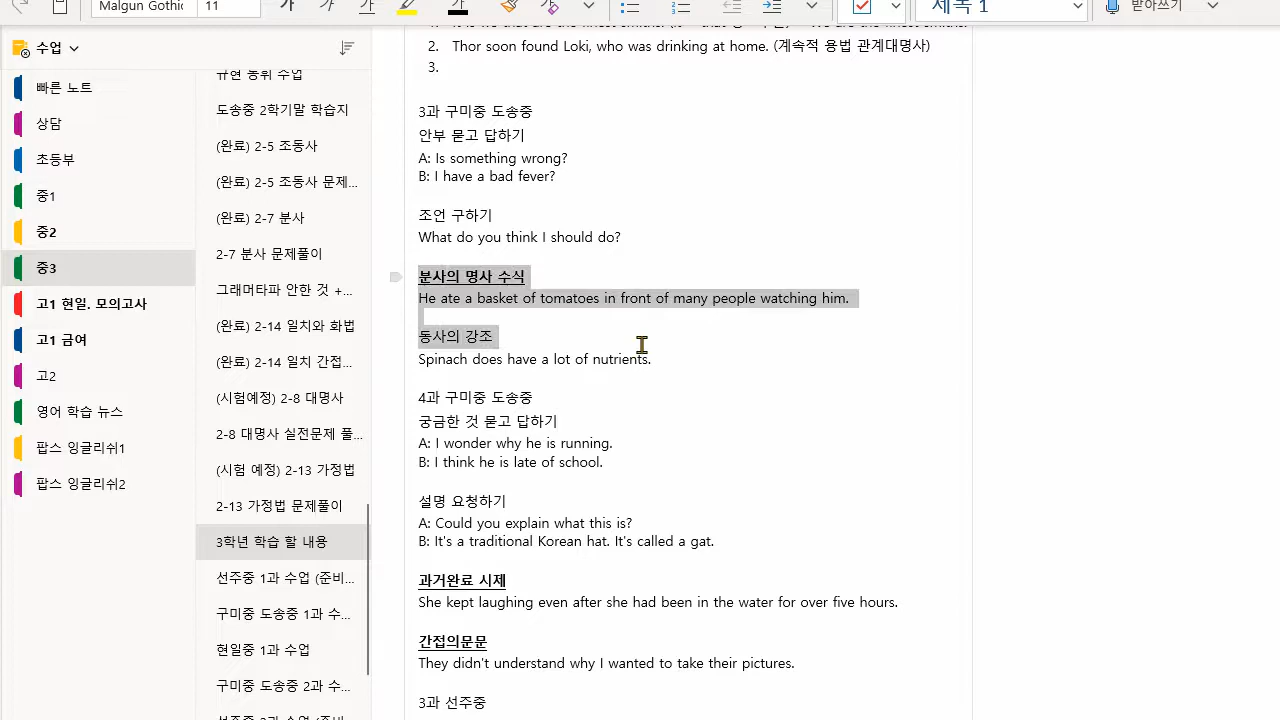 Malgun Gothic
11
가
가
가
가
가
제목 1
받아쓰기
수업
빠른 노트
상담
초등부
중1
중2
중3
고1 현일. 모의고사
고1 금여
고2
영어 학습 뉴스
팝스 잉글리쉬1
팝스 잉글리쉬2
규현 동휘 수업
도송중 2학기말 학습지
(완료) 2-5 조동사
(완료) 2-5 조동사 문제...
(완료) 2-7 분사
2-7 분사 문제풀이
그래머타파 안한 것 +...
(완료) 2-14 일치와 화법
(완료) 2-14 일치 간접...
(시험예정) 2-8 대명사
2-8 대명사 실전문제 풀...
(시험 예정) 2-13 가정법
2-13 가정법 문제풀이
3학년 학습 할 내용
선주중 1과 수업 (준비...
구미중 도송중 1과 수...
현일중 1과 수업
구미중 도송중 2과 수...
2. Thor soon found Loki, who was drinking at home. (계속적 용법 관계대명사)
3.
3과 구미중 도송중
안부 묻고 답하기
A: Is something wrong?
B: I have a bad fever?
조언 구하기
What do you think I should do?
분사의 명사 수식
He ate a basket of tomatoes in front of many people watching him.
동사의 강조
Spinach does have a lot of nutrients.
4과 구미중 도송중
궁금한 것 묻고 답하기
A: I wonder why he is running.
B: I think he is late of school.
설명 요청하기
A: Could you explain what this is?
B: It's a traditional Korean hat. It's called a gat.
과거완료 시제
She kept laughing even after she had been in the water for over five hours.
간접의문문
They didn't understand why I wanted to take their pictures.
3과 선주중